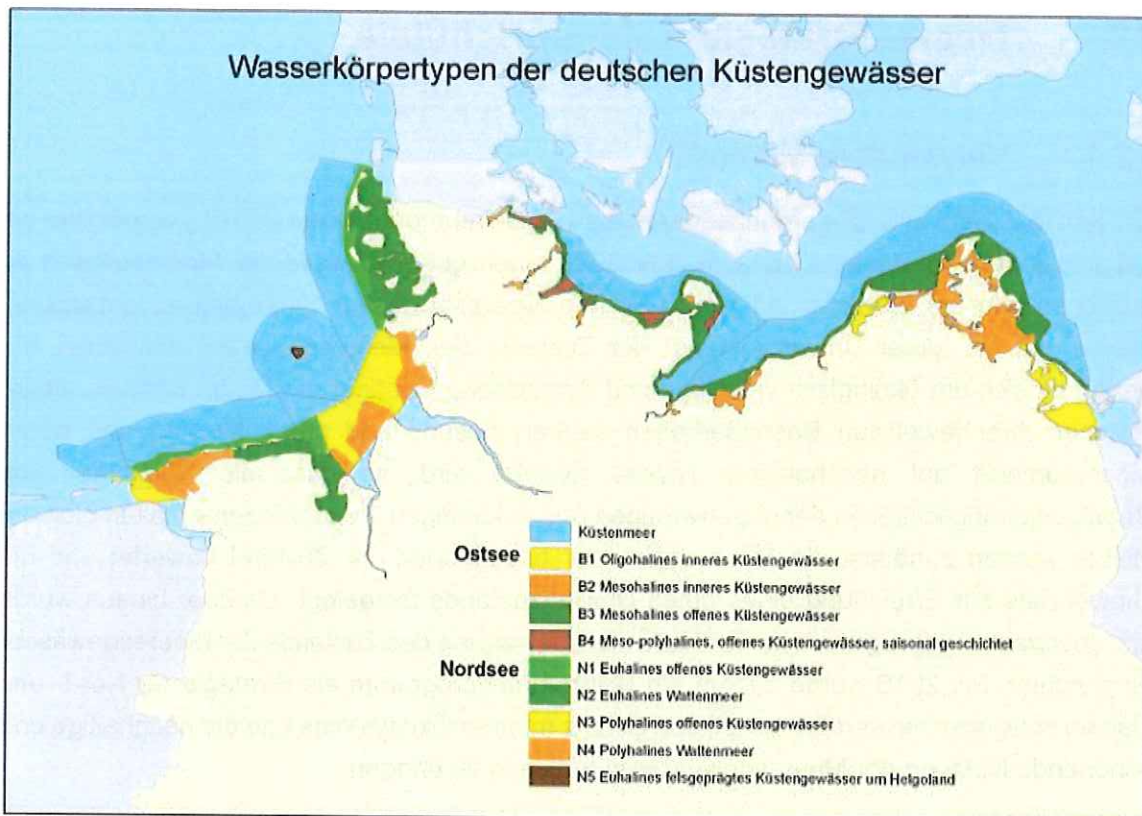 Wasserkörpertypen der deutschen Küstengewässer
Küstenmeer
Ostsee
B1 Oligohalines inneres Küstengewässer
B2 Mesohalines inneres Küstengewässer
B3 Mesohalines offenes Küstengewässer
B4 Meso-polyhalines, offenes Küstengewässer, saisonal geschichtet
Nordsee
N1 Euhalines offenes Küstengewässer
N2 Euhalines Wattenmeer
N3 Polyhalines offenes Küstengewässer
N4 Polyhalines Wattenmeer
N5 Euhalines felsgeprägtes Küstengewässer um Helgoland